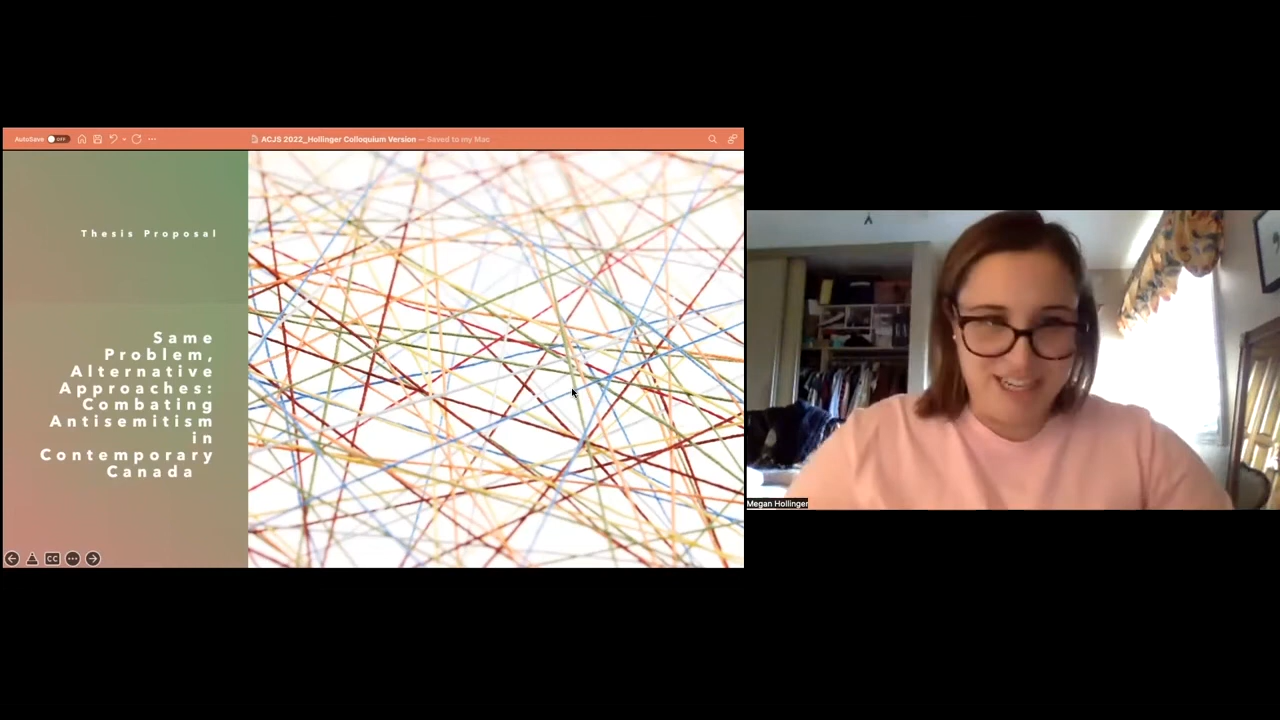 AutoSave OFF
ACJS 2022_Hollinger Colloquium Version — Saved to my Mac
Thesis Proposal
Same
Problem,
Alternative
Approaches:
Combating
Antisemitism
in
Contemporary
Canada
CC
Megan Hollinger